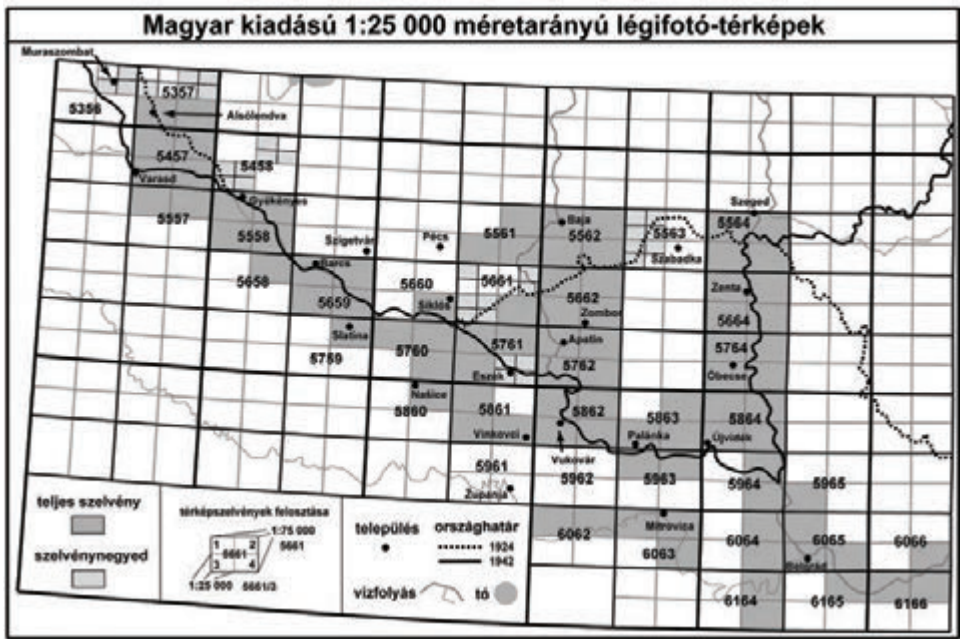 Magyar kiadású 1:25 000 méretarányú légifotó-térképek
Muraszombat
5357
5356
Alsólendva
5457
5458
Varasd
Gyékényes
5557
5558
Szigetvár
Pécs
5561
Baja
5562
5563
Szabadka
Szeged
5564
Barcs
5658
5659
5660
5661
Siklós
5662
Zombor
Zenta
5664
Slatina
5759
5760
5761
Apatin
5762
5764
Óbecse
Eszék
Našice
5860
5861
5862
5863
5864
Vinkovci
Vukovár
Palánka
Újvidék
5961
5962
5963
5964
5965
Županja
Mitrovica
6062
6063
6064
6065
6066
Belgrád
6164
6165
6166
teljes szelvény
szelvénynegyed
térképszelvények felosztása
1:75 000
5661
1 2
5661
3 4
1:25 000 5661/3
település
országhatár
1924
1942
vízfolyás
tó